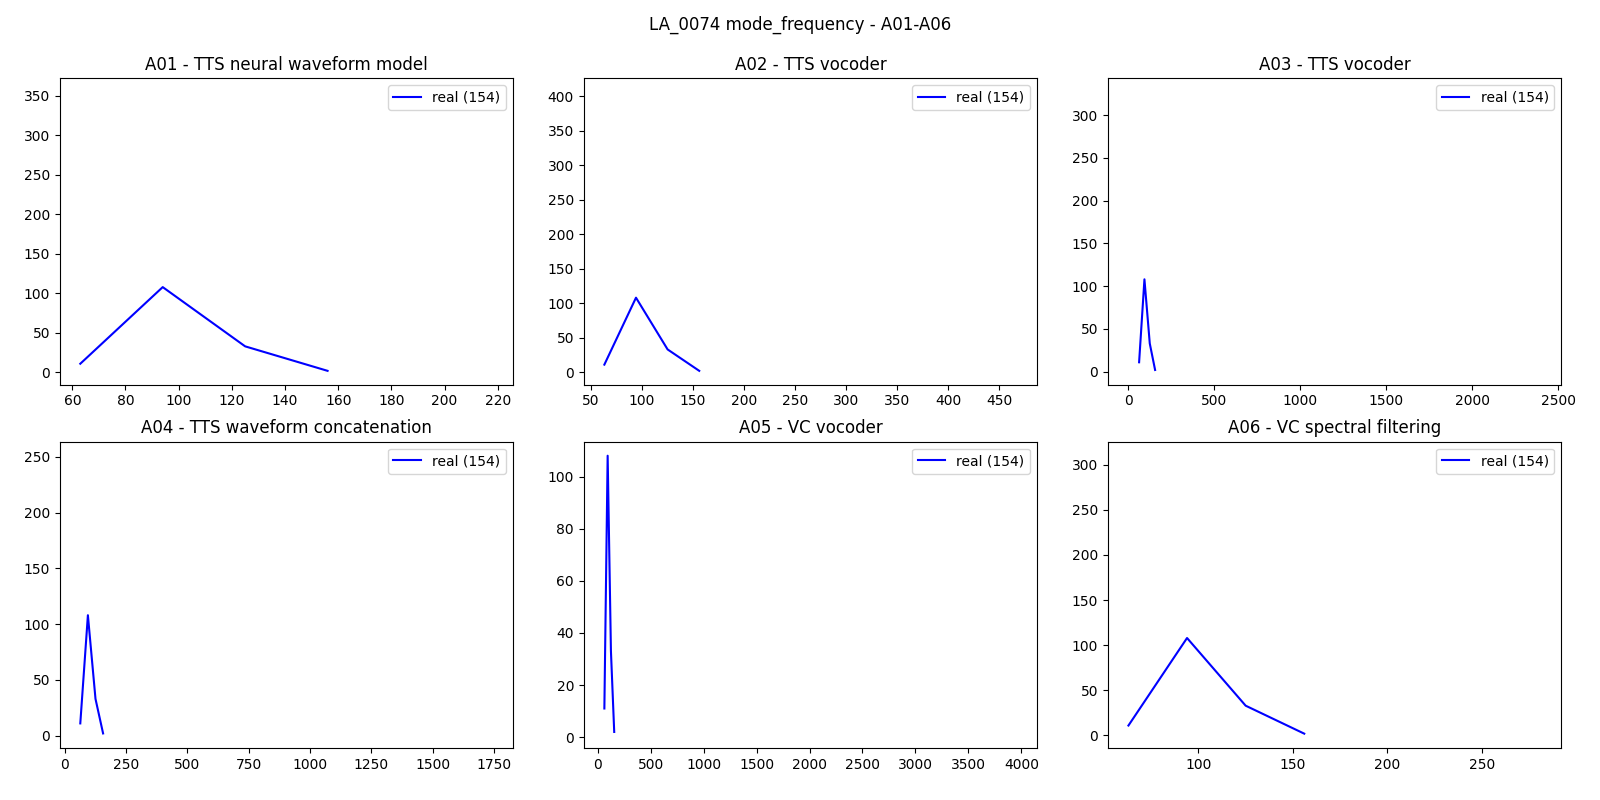 LA_0074 mode_frequency - A01-A06
A01 - TTS neural waveform model
real (154)
350
300
250
200
150
100
50
0
60 80 100 120 140 160 180 200 220
A02 - TTS vocoder
real (154)
400
350
300
250
200
150
100
50
0
50 100 150 200 250 300 350 400 450
A03 - TTS vocoder
real (154)
300
250
200
150
100
50
0
0 500 1000 1500 2000 2500
A04 - TTS waveform concatenation
real (154)
250
200
150
100
50
0
0 250 500 750 1000 1250 1500 1750
A05 - VC vocoder
real (154)
100
80
60
40
20
0
0 500 1000 1500 2000 2500 3000 3500 4000
A06 - VC spectral filtering
real (154)
300
250
200
150
100
50
0
100 150 200 250